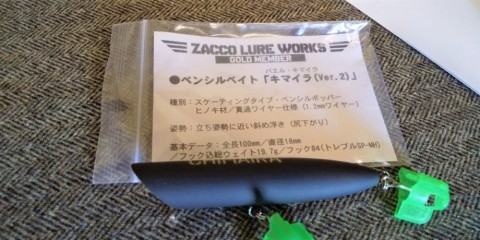 ZACCO LURE WORKS
GOLD MEMBER
バエル・キマイラ
●ペンシルベイト「キマイラ(Ver.2)」
種別：スケーティングタイプ・ペンシルポッパー
ヒノキ材／貫通ワイヤー仕様（1.2mmワイヤー）
姿勢：立ち姿勢に近い斜め浮き（尻下がり）
基本データ：全長100mm／直径18mm
／フック込総ウェイト19.7g／フック#4(トレブルSP-MH)